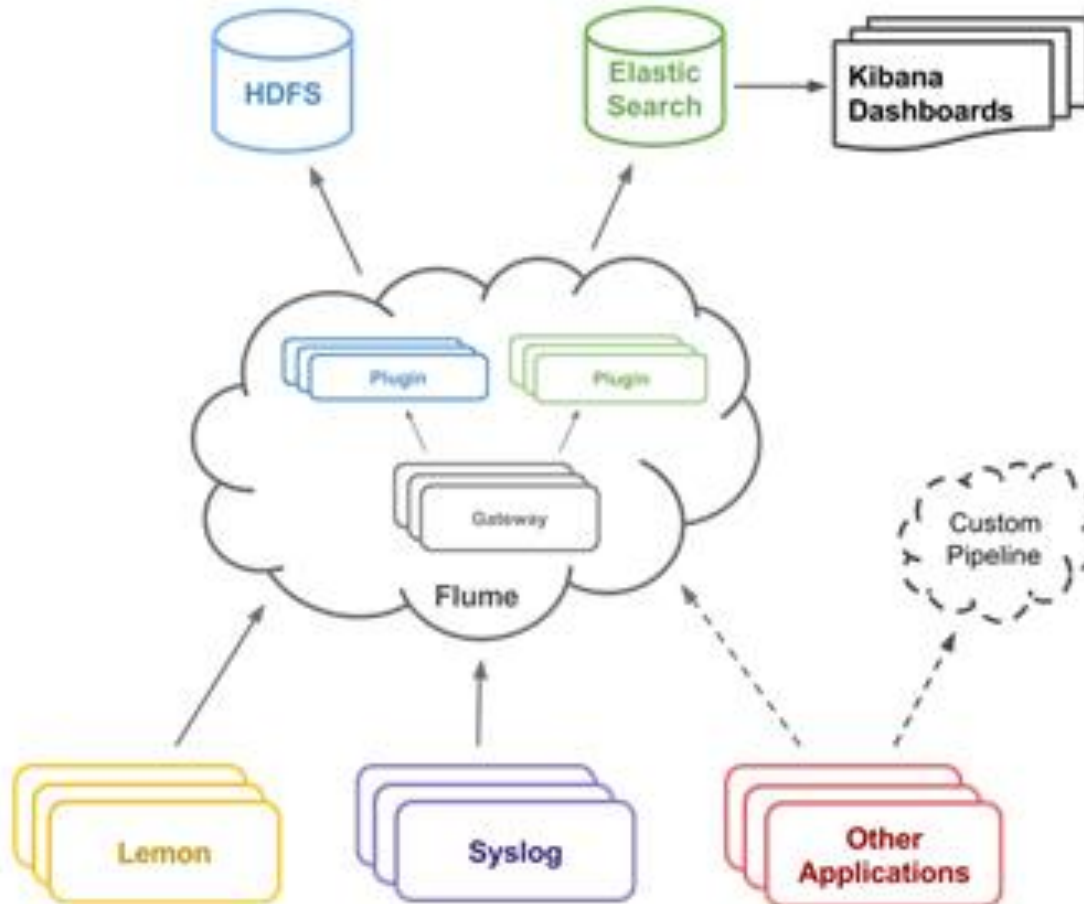 HDFS
Elastic
Search
Kibana
Dashboards
Plugin
Plugin
Gateway
Flume
Custom
Pipeline
Lemon
Syslog
Other
Applications